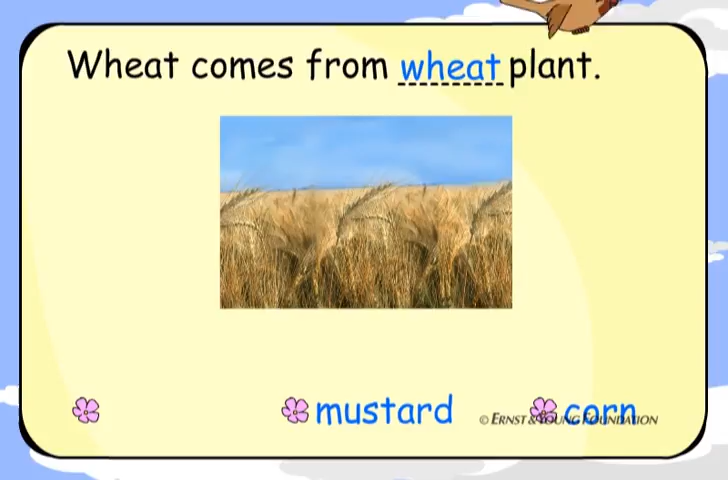 Wheat comes from wheat plant.
mustard
corn
© ERNST & YOUNG FOUNDATION